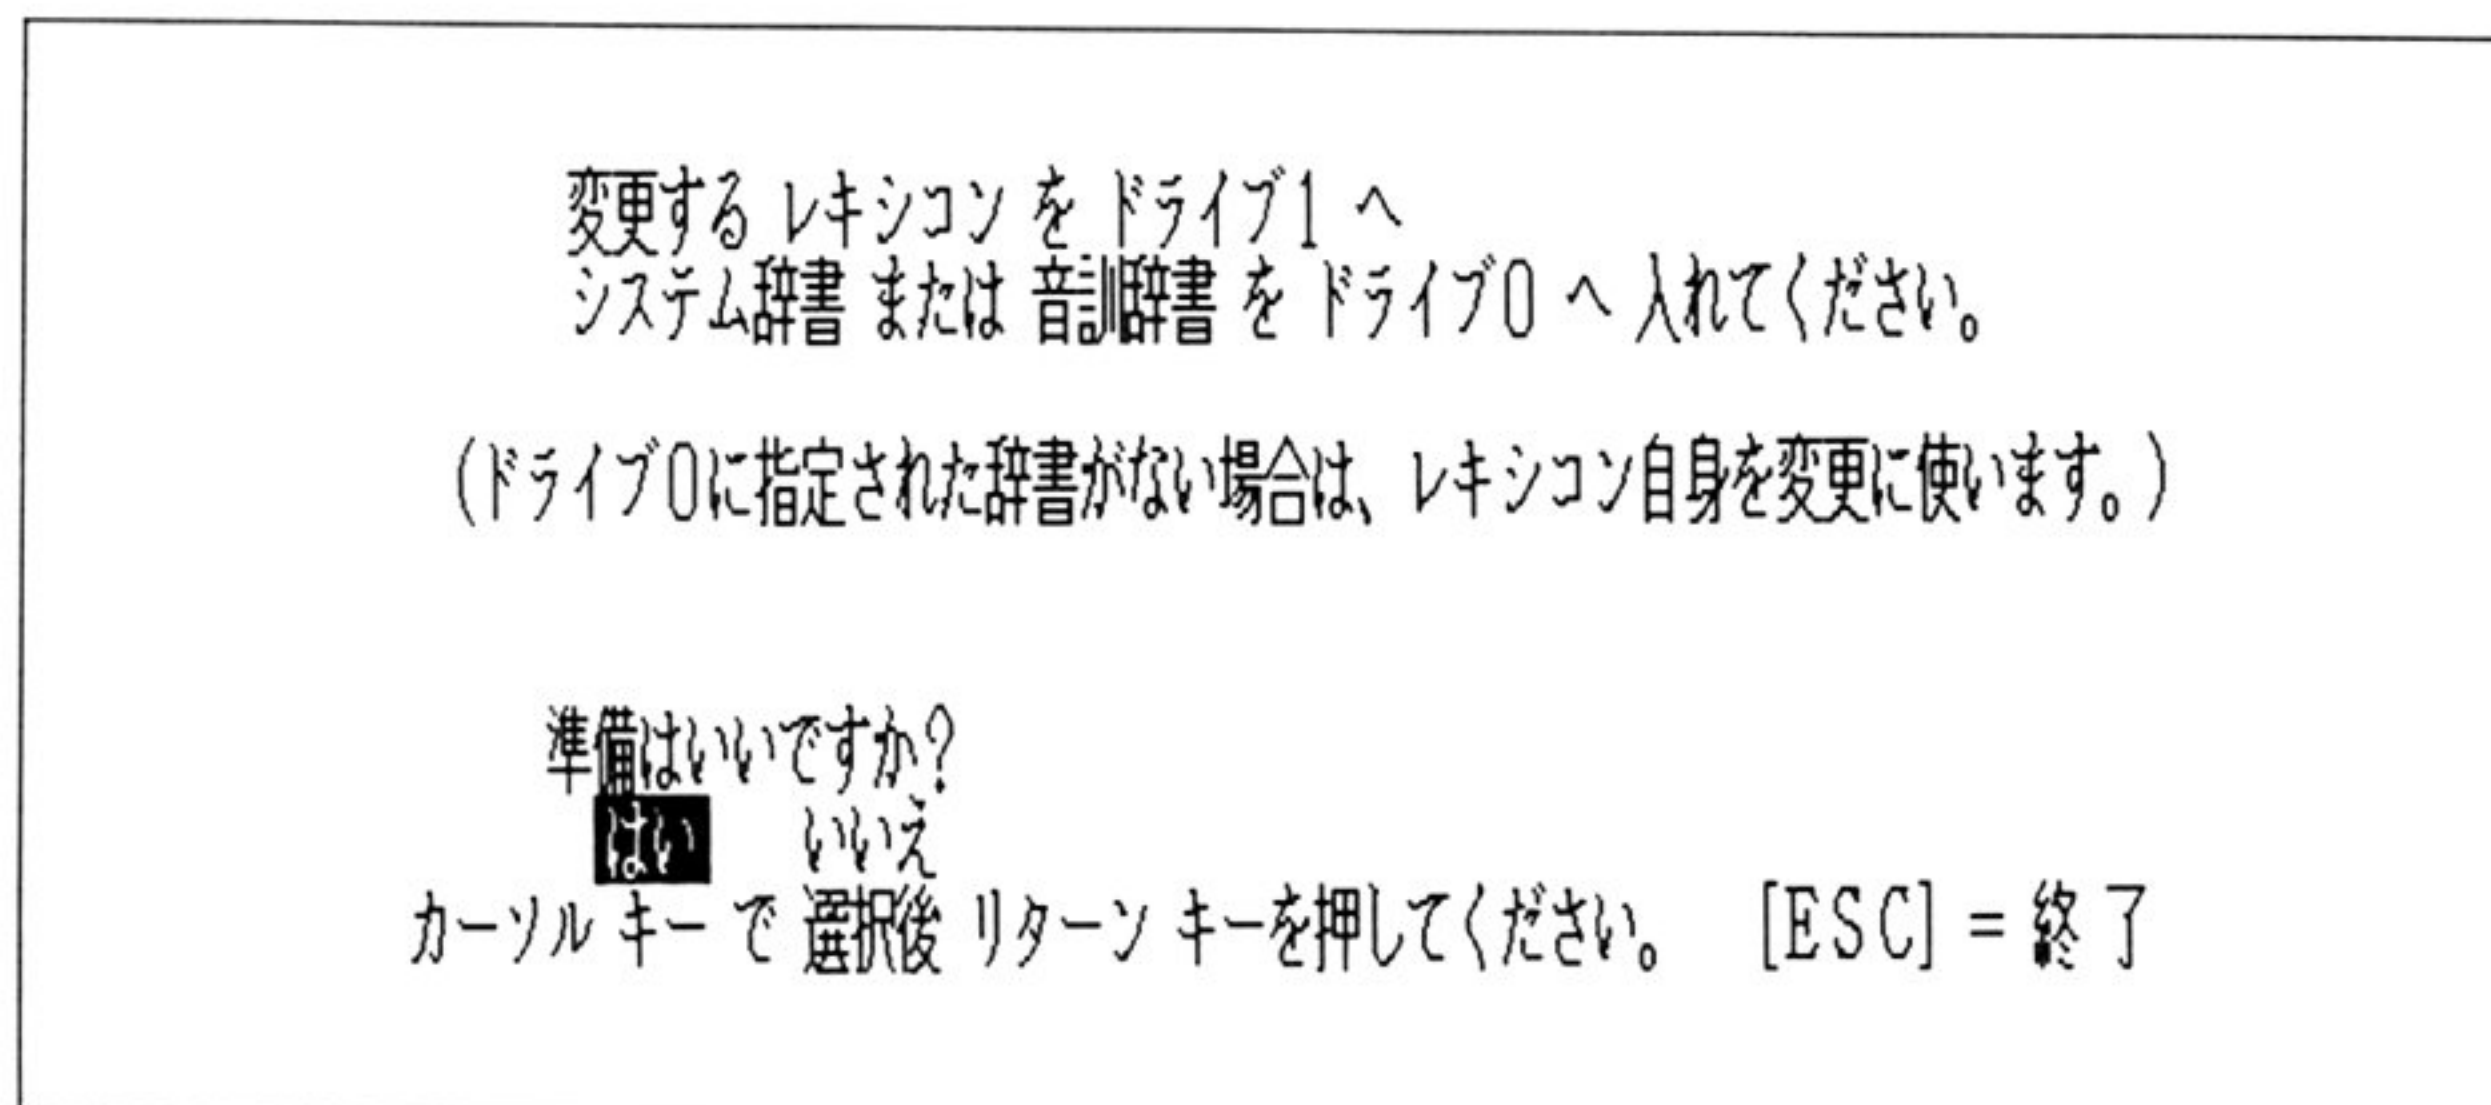 変更する レキシコン を ドライブ1 へ
システム辞書 または 音訓辞書 を ドライブ0 へ 入れてください。
(ドライブ0に指定された辞書がない場合は、レキシコン自身を変更に使います。)
準備はいいですか?
はい いいえ
カーソル キー で 選択後 リターン キーを押してください。 [ESC] = 終了